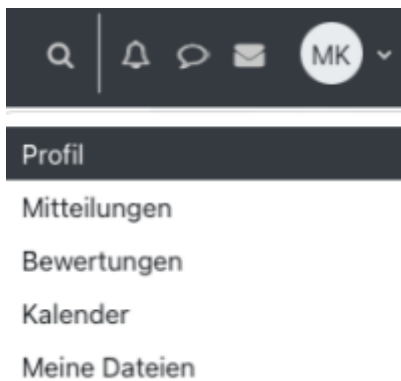 MK
Profil
Mitteilungen
Bewertungen
Kalender
Meine Dateien